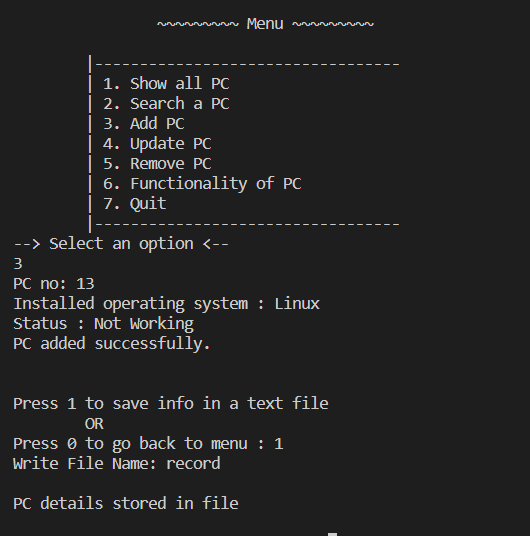 ~~~~~~~~~ Menu ~~~~~~~~~
|----------------------------------
| 1. Show all PC
| 2. Search a PC
| 3. Add PC
| 4. Update PC
| 5. Remove PC
| 6. Functionality of PC
| 7. Quit
|----------------------------------
--> Select an option <--
3
PC no: 13
Installed operating system : Linux
Status : Not Working
PC added successfully.
Press 1 to save info in a text file
OR
Press 0 to go back to menu : 1
Write File Name: record
PC details stored in file